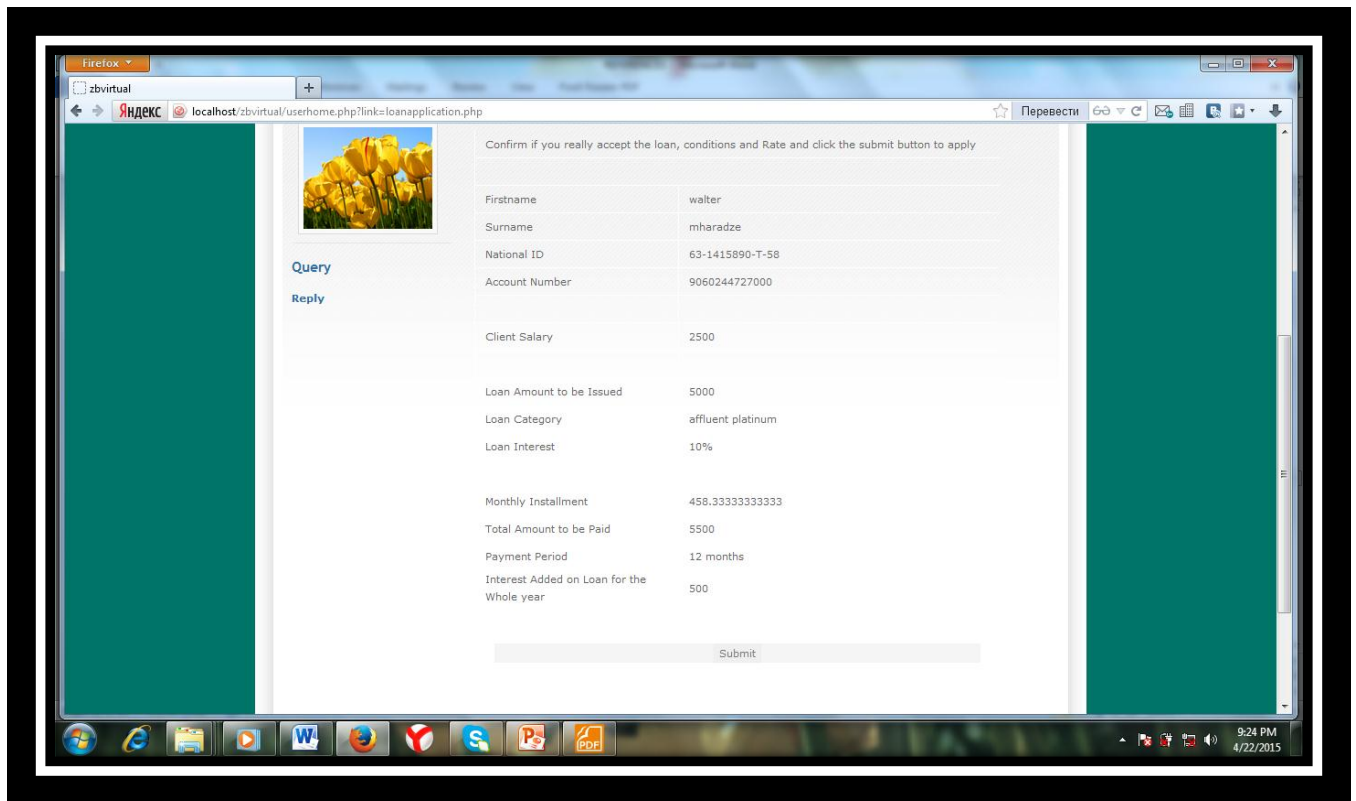 Firefox
zbvirtual
+
Яндекс localhost/zbvirtual/userhome.php?link=loanapplication.php Перевести
Confirm if you really accept the loan, conditions and Rate and click the submit button to apply
Firstname walter
Surname mharadze
National ID 63-1415890-T-58
Query
Account Number 9060244727000
Reply
Client Salary 2500
Loan Amount to be Issued 5000
Loan Category affluent platinum
Loan Interest 10%
Monthly Installment 458.33333333333
Total Amount to be Paid 5500
Payment Period 12 months
Interest Added on Loan for the
Whole year 500
Submit
PDF
9:24 PM
4/22/2015